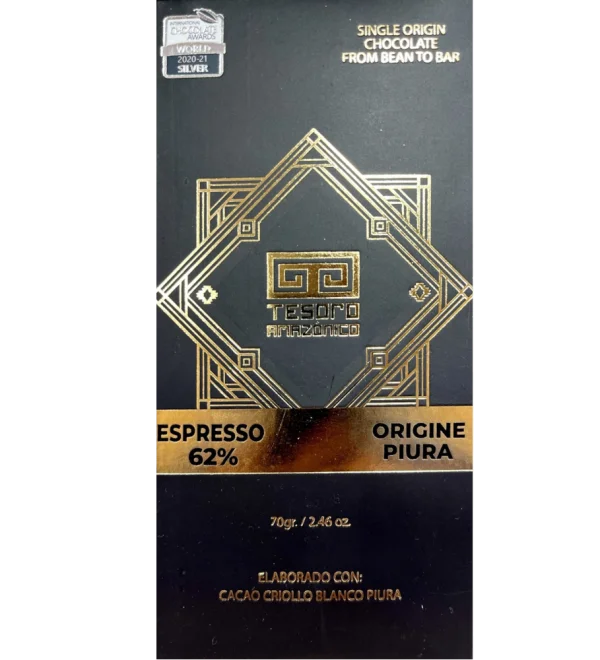 INTERNATIONAL
CHOCOLATE
AWARDS
WORLD
2020-21
SILVER
SINGLE ORIGIN
CHOCOLATE
FROM BEAN TO BAR
TESORO
AMAZÓNICO
ESPRESSO
62%
ORIGINE
PIURA
70gr. / 2.46 oz.
ELABORADO CON:
CACAO CRIOLLO BLANCO PIURA